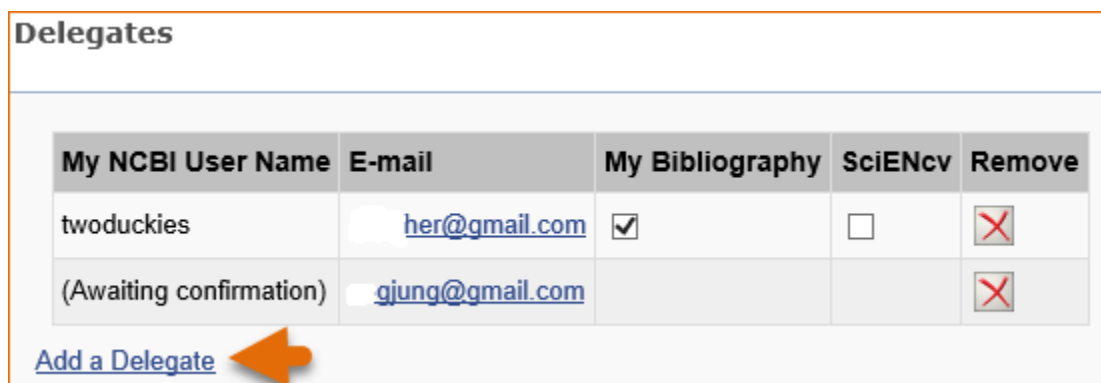 Delegates
My NCBI User Name E-mail My Bibliography SciENcv Remove
twoduckies her@gmail.com
(Awaiting confirmation) gjung@gmail.com
Add a Delegate